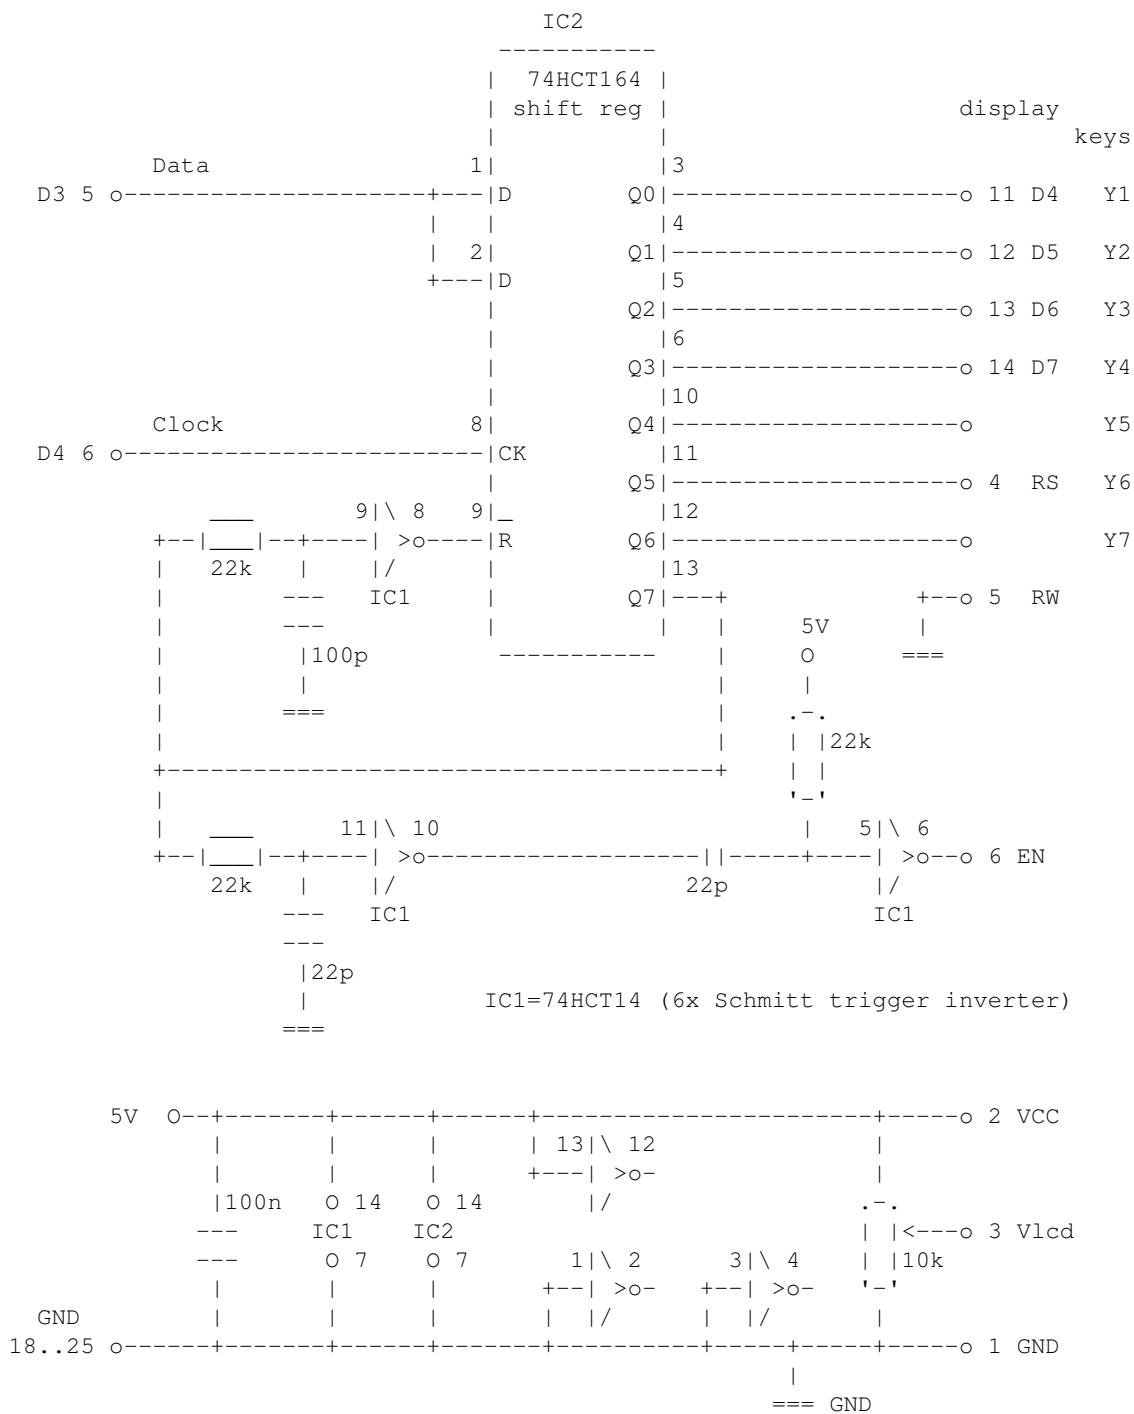 IC2
74HCT164
shift reg display
keys
Data 1 3
D3 5 D Q0 11 D4 Y1
4
2 Q1 12 D5 Y2
D 5
Q2 13 D6 Y3
6
Q3 14 D7 Y4
10
Clock 8 Q4 Y5
D4 6 CK 11
Q5 4 RS Y6
9 8 9 12
R Q6 Y7
22k 13
IC1 Q7 5 RW
5V
100p
22k
11 10 5 6
6 EN
22k 22p
IC1 IC1
22p
IC1=74HCT14 (6x Schmitt trigger inverter)
5V 2 VCC
13 12
100n 14 14
IC1 IC2 3 Vlcd
7 7 1 2 3 4 10k
GND
18..25 1 GND
GND